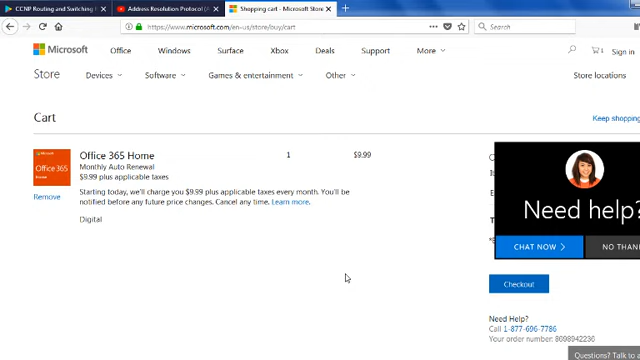 CCNP Routing and Switching
Address Resolution Protocol (A
Shopping cart - Microsoft Store
https://www.microsoft.com/en-us/store/buy/cart
Search
Microsoft
Office
Windows
Surface
Xbox
Deals
Support
More
1
Sign in
Store
Devices
Software
Games & entertainment
Other
Store locations
Cart
Keep shopping
Office 365
Office 365 Home
1
$9.99
Monthly Auto Renewal
$9.99 plus applicable taxes
Starting today, we'll charge you $9.99 plus applicable taxes every month. You'll be
notified before any future price changes. Cancel any time. Learn more.
Remove
Digital
Need help?
CHAT NOW
NO THAN
Checkout
Need Help?
Call 1-877-696-7786
Your order number: 8698942236
Questions? Talk to a